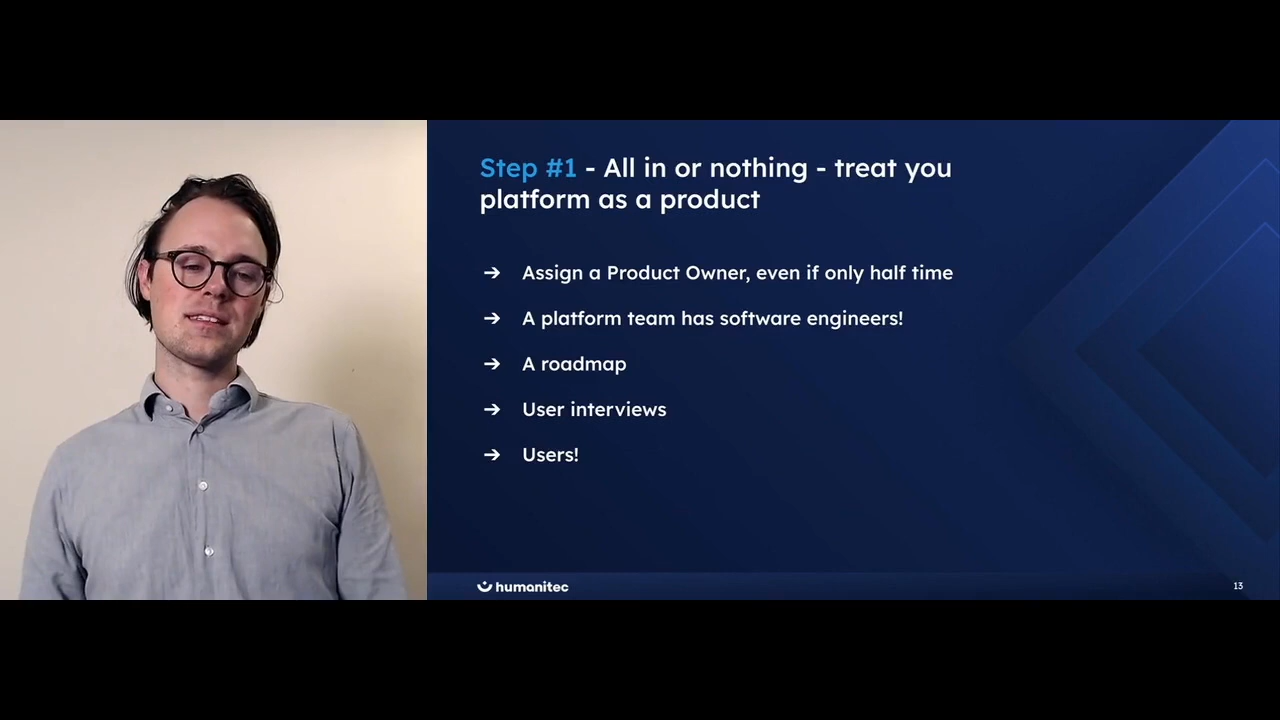 Step #1 - All in or nothing - treat you
platform as a product
➔ Assign a Product Owner, even if only half time
➔ A platform team has software engineers!
➔ A roadmap
➔ User interviews
➔ Users!
humanitec
13